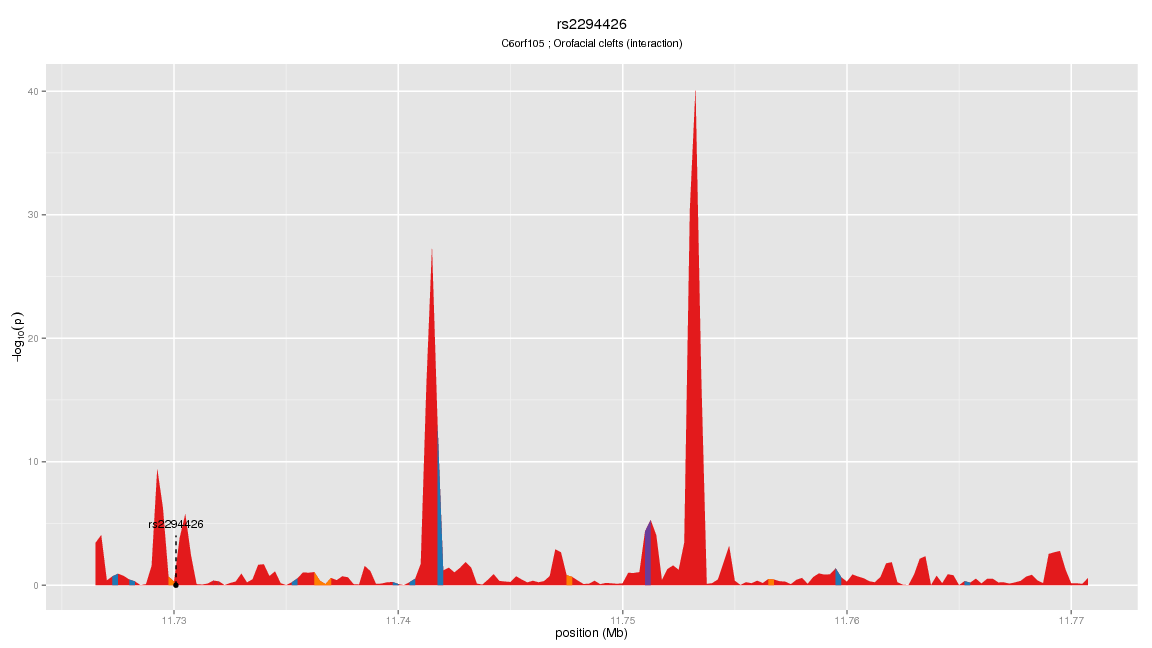 rs2294426
C6orf105 ; Orofacial clefts (interaction)
40
30
20
10
0
−log10(p)
rs2294426
11.73 11.74 11.75 11.76 11.77
position (Mb)